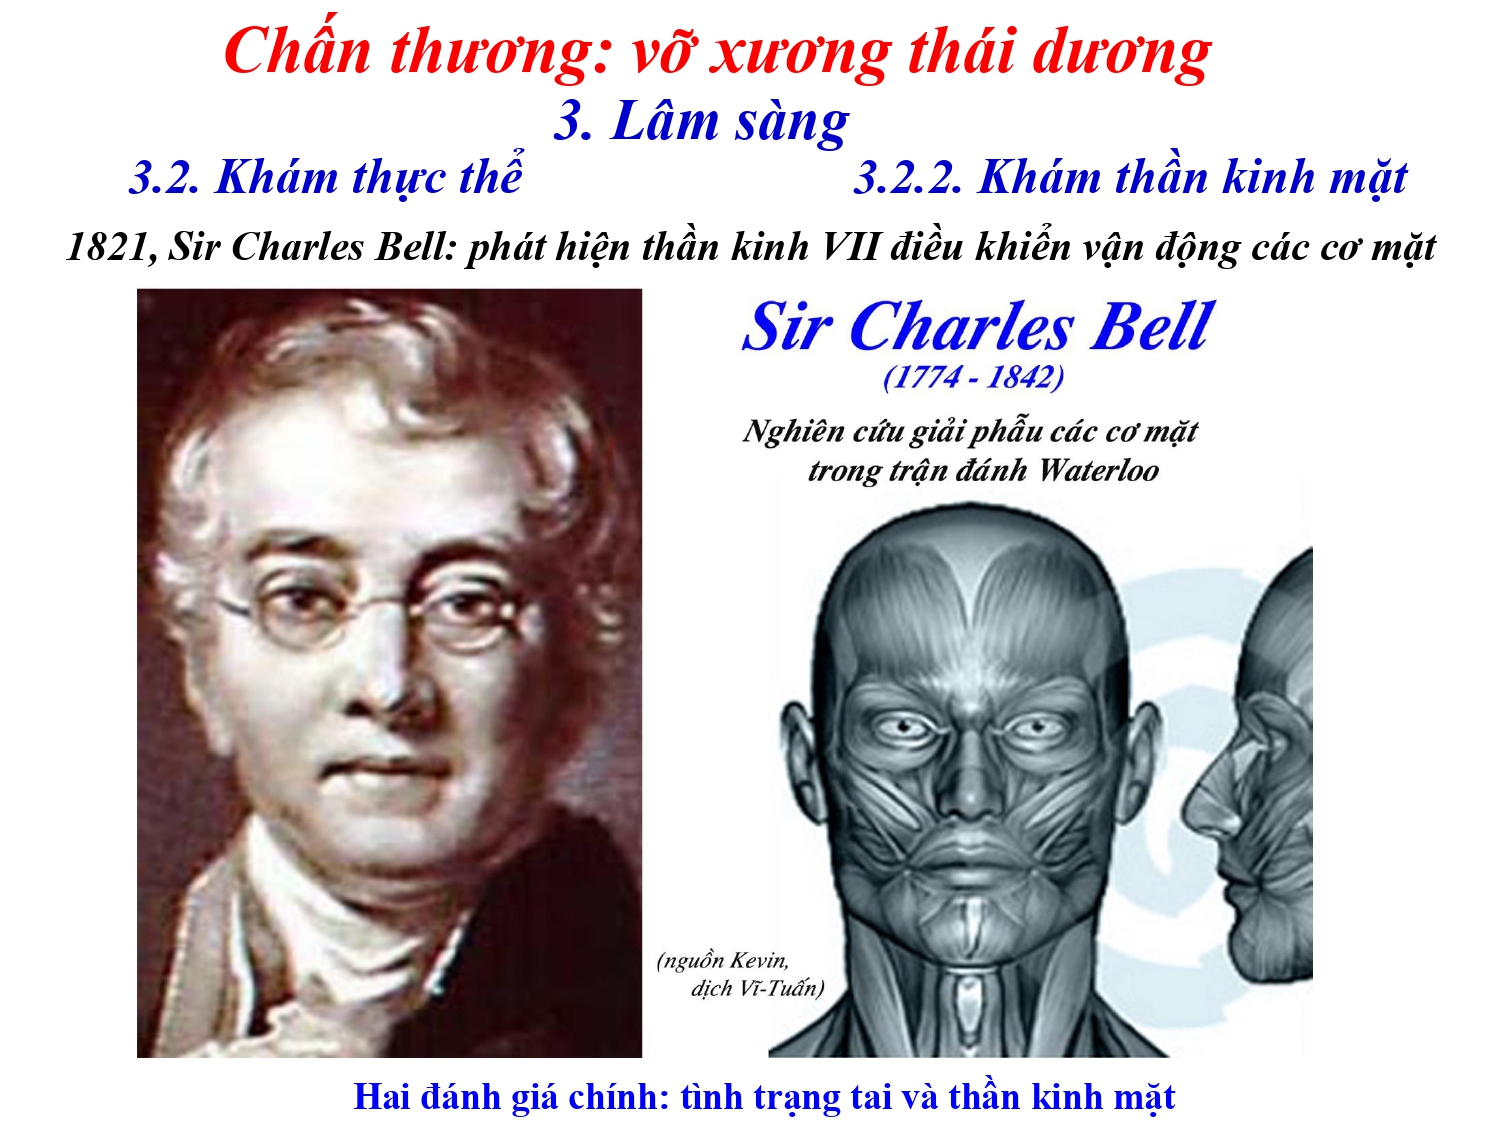 Chấn thương: vỡ xương thái dương
3. Lâm sàng
3.2. Khám thực thể
3.2.2. Khám thần kinh mặt
1821, Sir Charles Bell: phát hiện thần kinh VII điều khiển vận động các cơ mặt
Sir Charles Bell
(1774 - 1842)
Nghiên cứu giải phẫu các cơ mặt
trong trận đánh Waterloo
(nguồn Kevin,
dịch Vĩ-Tuấn)
Hai đánh giá chính: tình trạng tai và thần kinh mặt